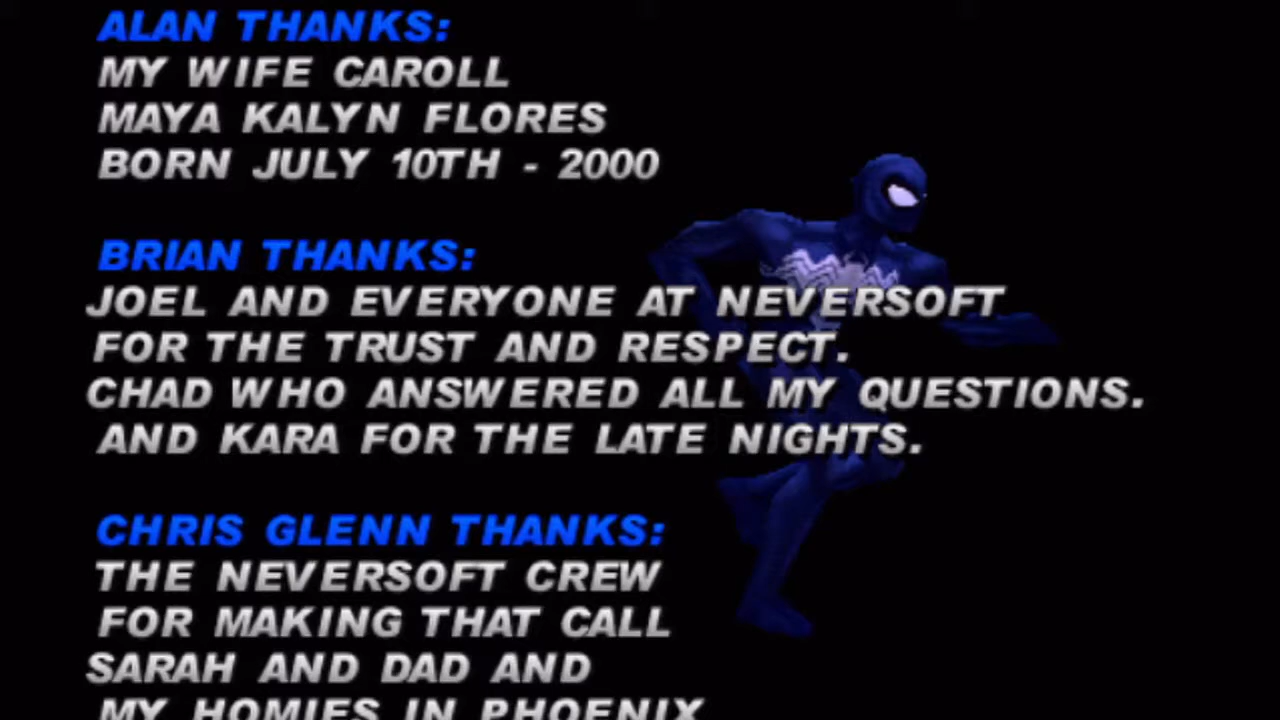 ALAN THANKS:
MY WIFE CAROLL
MAYA KALYN FLORES
BORN JULY 10TH - 2000
BRIAN THANKS:
JOEL AND EVERYONE AT NEVERSOFT
FOR THE TRUST AND RESPECT.
CHAD WHO ANSWERED ALL MY QUESTIONS.
AND KARA FOR THE LATE NIGHTS.
CHRIS GLENN THANKS:
THE NEVERSOFT CREW
FOR MAKING THAT CALL
SARAH AND DAD AND
MY HOMIES IN PHOENIX